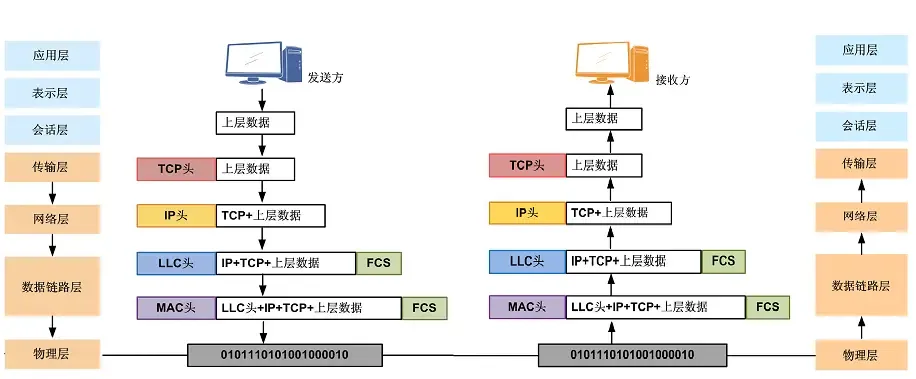 应用层
表示层
会话层
传输层
网络层
数据链路层
物理层
发送方
上层数据
TCP头 上层数据
IP头 TCP+上层数据
LLC头 IP+TCP+上层数据 FCS
MAC头 LLC头+IP+TCP+上层数据 FCS
0101110101001000010
接收方
上层数据
TCP头 上层数据
IP头 TCP+上层数据
LLC头 IP+TCP+上层数据 FCS
MAC头 LLC头+IP+TCP+上层数据 FCS
0101110101001000010
应用层
表示层
会话层
传输层
网络层
数据链路层
物理层